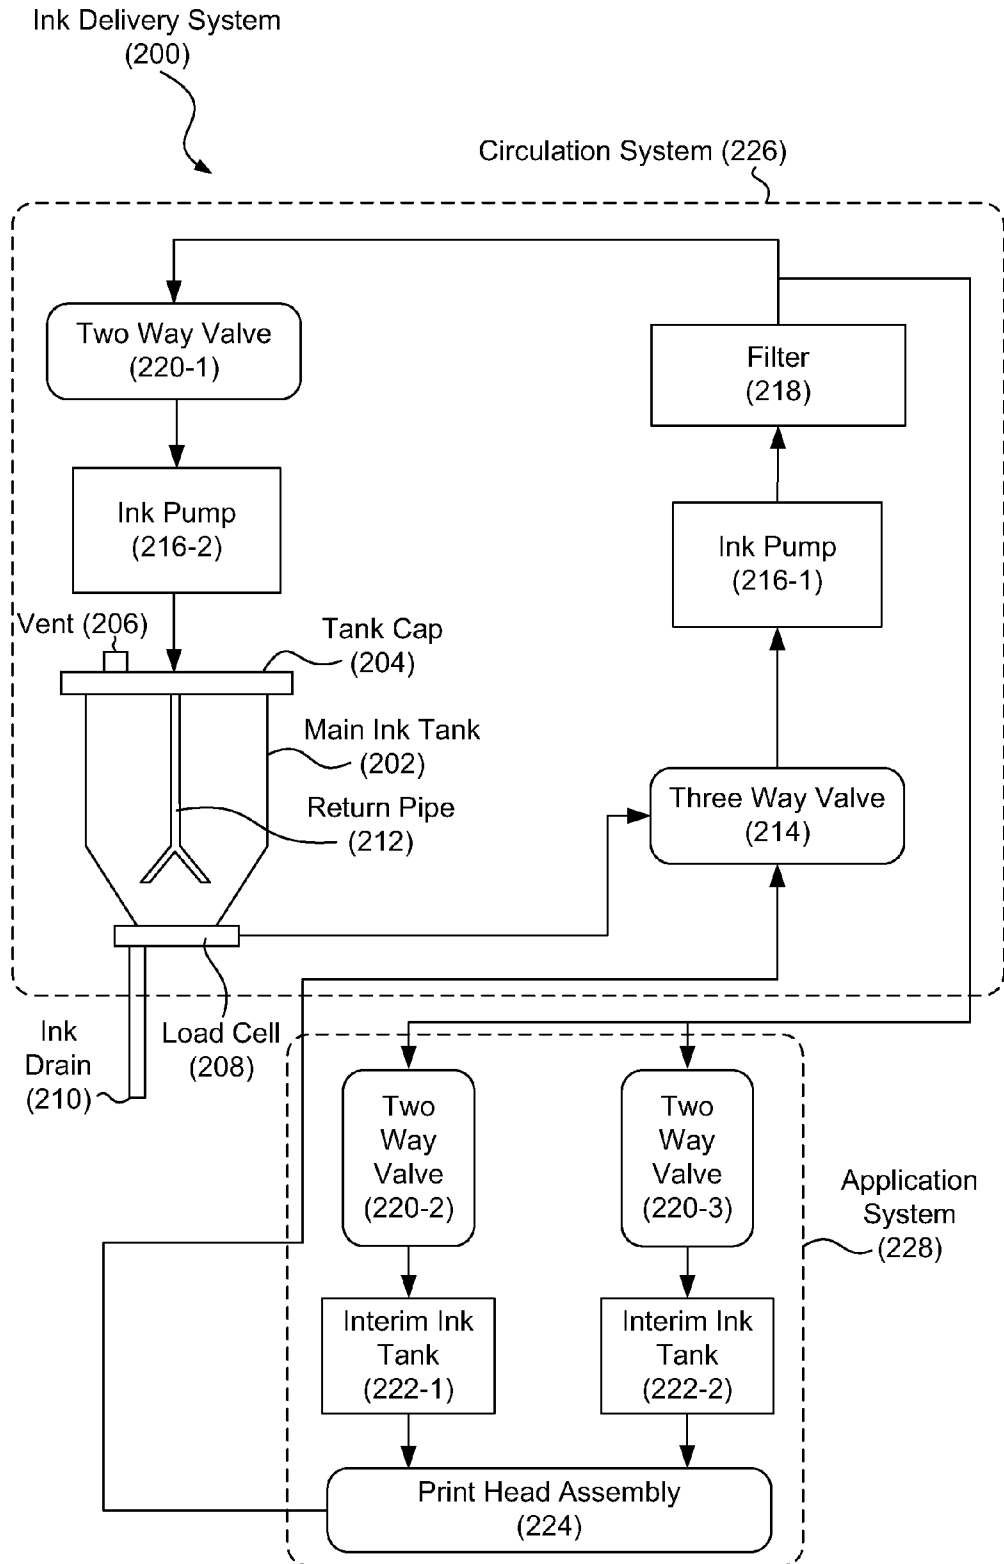 Ink Delivery System
(200)
Circulation System (226)
Two Way Valve
(220-1)
Filter
(218)
Ink Pump
(216-2)
Ink Pump
(216-1)
Vent (206)
Tank Cap
(204)
Main Ink Tank
(202)
Return Pipe
(212)
Three Way Valve
(214)
Ink
Drain
(210)
Load Cell
(208)
Two
Way
Valve
(220-2)
Two
Way
Valve
(220-3)
Application
System
(228)
Interim Ink
Tank
(222-1)
Interim Ink
Tank
(222-2)
Print Head Assembly
(224)